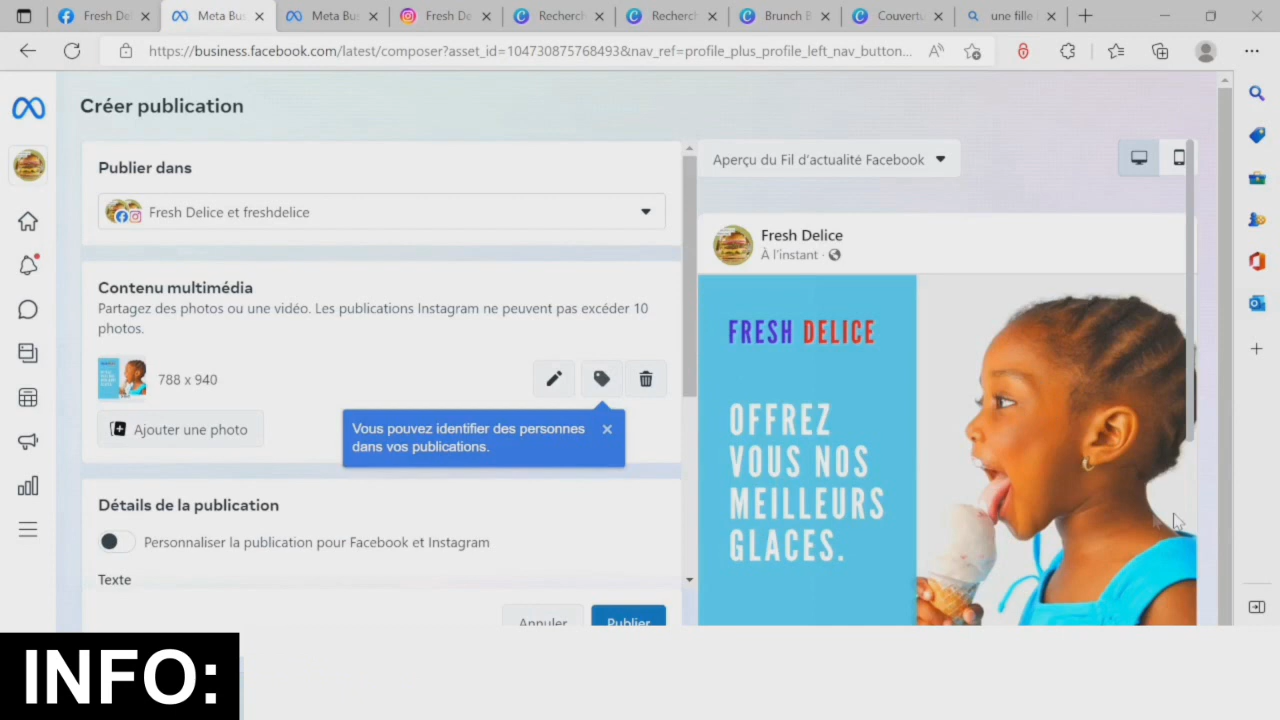 Fresh De
Meta Bus
Meta Bus
Fresh De
Recherch
Recherch
Brunch B
Couvertu
une fille
https://business.facebook.com/latest/composer?asset_id=104730875768493&nav_ref=profile_plus_profile_left_nav_button...
Créer publication
Publier dans
Fresh Delice et freshdelice
Contenu multimédia
Partagez des photos ou une vidéo. Les publications Instagram ne peuvent pas excéder 10
photos.
788 x 940
Ajouter une photo
Vous pouvez identifier des personnes
dans vos publications.
Détails de la publication
Personnaliser la publication pour Facebook et Instagram
Texte
Annuler
Publier
Aperçu du Fil d'actualité Facebook
Fresh Delice
À l'instant ·
FRESH DELICE
OFFREZ
VOUS NOS
MEILLEURS
GLACES.
INFO: